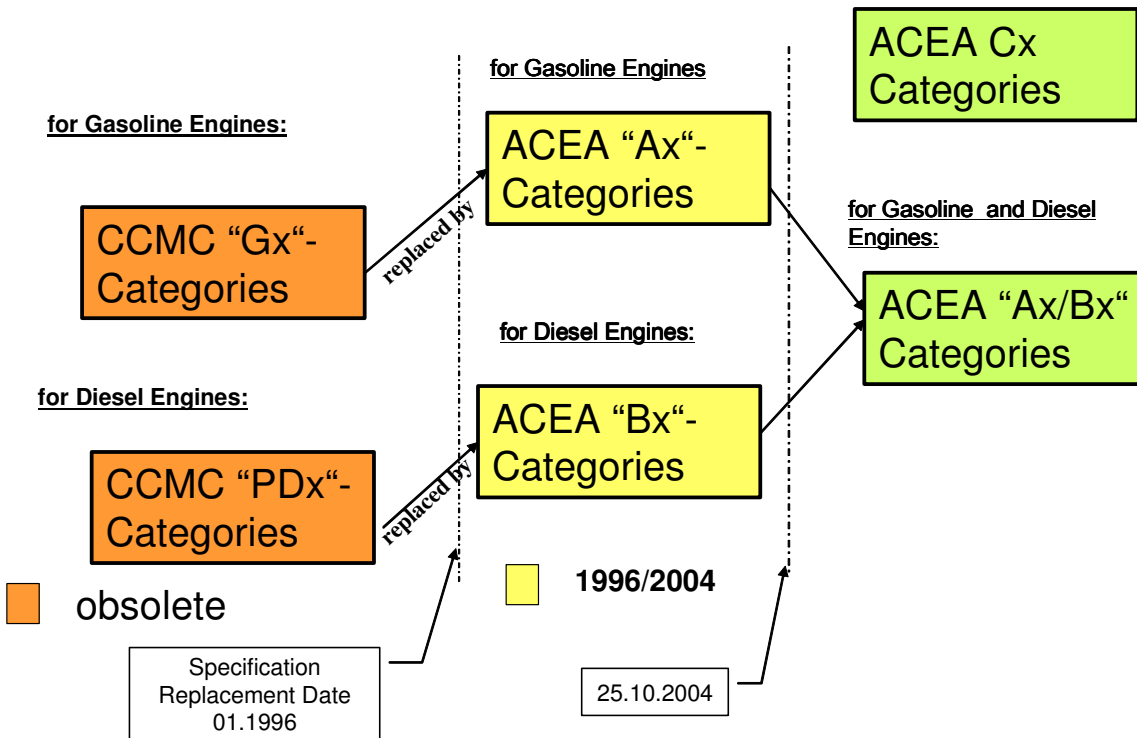 for Gasoline Engines:
CCMC “Gx“-
Categories
for Diesel Engines:
CCMC “PDx“-
Categories
obsolete
replaced by
replaced by
Specification
Replacement Date
01.1996
for Gasoline Engines
ACEA “Ax“-
Categories
for Diesel Engines:
ACEA “Bx“-
Categories
1996/2004
25.10.2004
ACEA Cx
Categories
for Gasoline and Diesel
Engines:
ACEA “Ax/Bx“
Categories